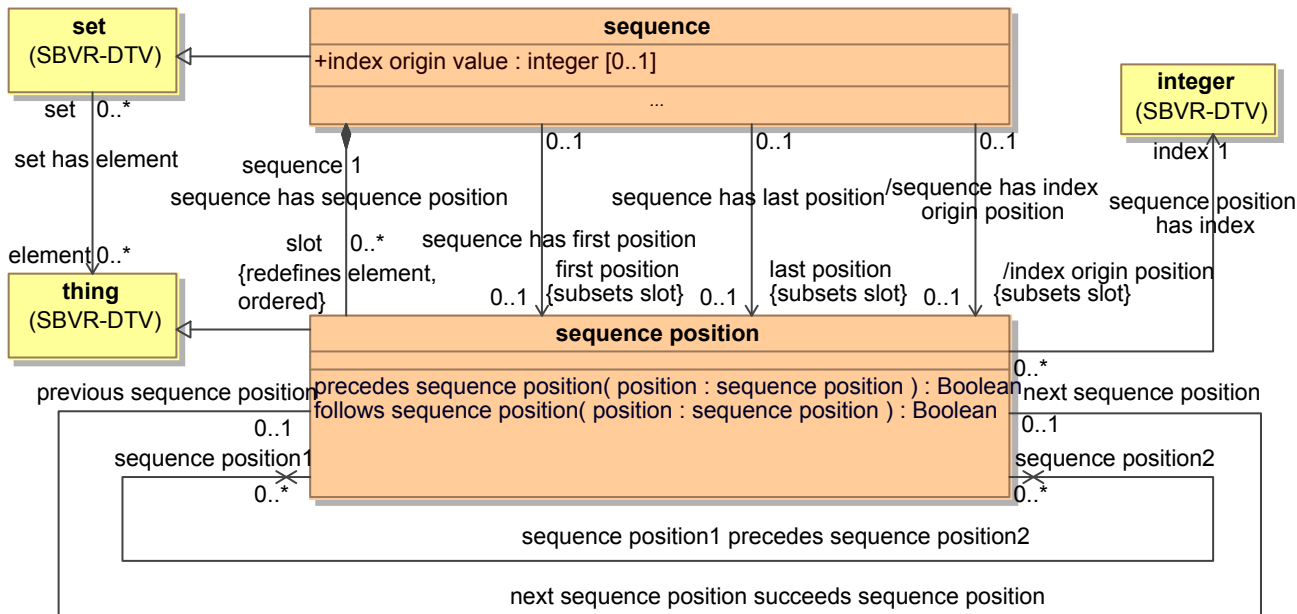 set
(SBVR-DTV)
sequence
+index origin value : integer [0..1]
...
integer
(SBVR-DTV)
set 0..*
set has element
element 0..*
sequence 1
sequence has sequence position
slot 0..*
{redefines element,
ordered}
0..1
sequence has first position
first position
0..1 {subsets slot}
0..1
sequence has last position
last position
0..1 {subsets slot}
0..1
/sequence has index
origin position
/index origin position
0..1 {subsets slot}
index 1
sequence position
has index
0..*
thing
(SBVR-DTV)
sequence position
precedes sequence position( position : sequence position ) : Boolean
follows sequence position( position : sequence position ) : Boolean
previous sequence position
0..1
next sequence position
0..1
sequence position1
0..*
sequence position2
0..*
sequence position1 precedes sequence position2
next sequence position succeeds sequence position